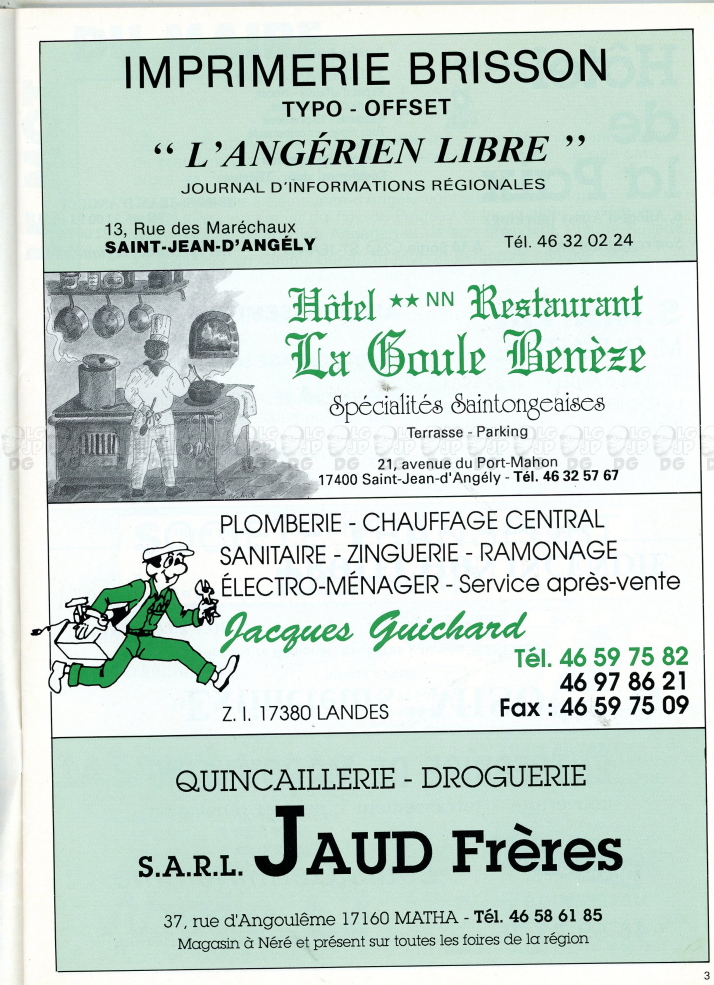 IMPRIMERIE BRISSON
TYPO - OFFSET
“ L'ANGÉRIEN LIBRE ”
JOURNAL D'INFORMATIONS RÉGIONALES
13, Rue des Maréchaux
SAINT-JEAN-D'ANGÉLY
Tél. 46 32 02 24
Hôtel ★★ NN Restaurant
La Goule Benèze
Spécialités Saintongeaises
Terrasse - Parking
21, avenue du Port-Mahon
17400 Saint-Jean-d'Angély - Tél. 46 32 57 67
PLOMBERIE - CHAUFFAGE CENTRAL
SANITAIRE - ZINGUERIE - RAMONAGE
ÉLECTRO-MÉNAGER - Service après-vente
Jacques Guichard
Tél. 46 59 75 82
46 97 86 21
Z. I. 17380 LANDES
Fax : 46 59 75 09
QUINCAILLERIE - DROGUERIE
S.A.R.L. JAUD Frères
37, rue d'Angoulême 17160 MATHA - Tél. 46 58 61 85
Magasin à Néré et présent sur toutes les foires de la région
3